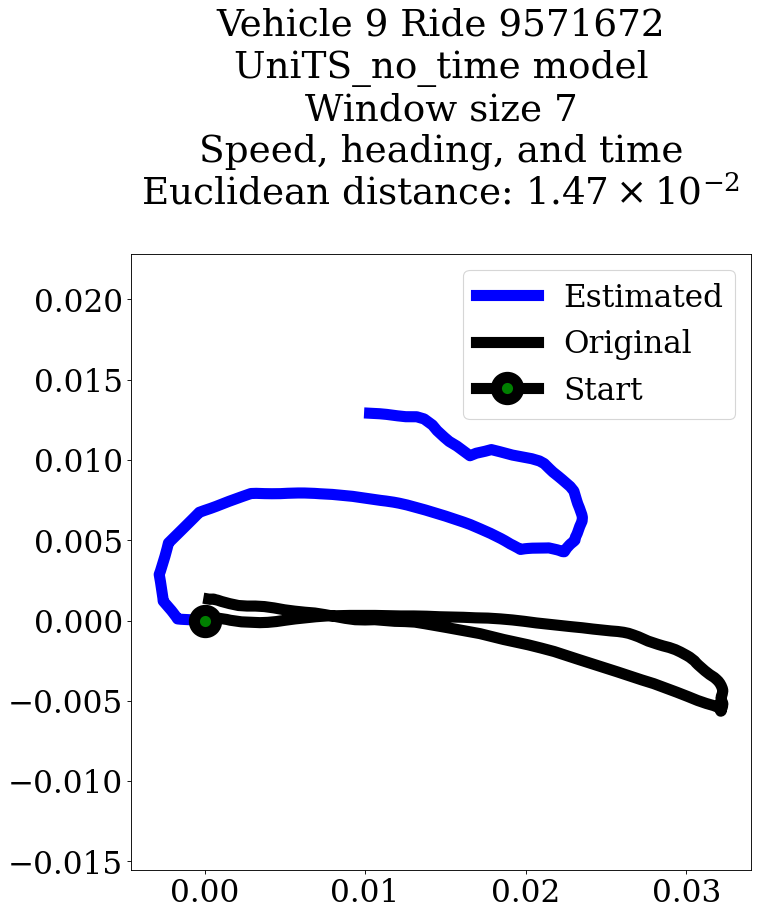 Vehicle 9 Ride 9571672
UniTS_no_time model
Window size 7
Speed, heading, and time
Euclidean distance: 1.47 × 10⁻²
Estimated
Original
Start
0.020
0.015
0.010
0.005
0.000
−0.005
−0.010
−0.015
0.00 0.01 0.02 0.03